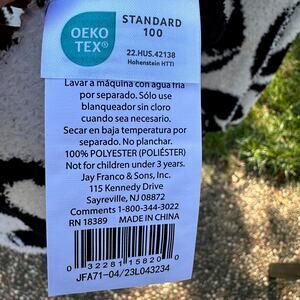 OEKO
TEX®
STANDARD
100
22.HUS.42138
Hohenstein HTTI
Lavar a máquina con agua fria
por separado. Sólo use
blanqueador sin cloro
cuando sea necesario.
Secar en baja temperatura por
separado. No planchar.
100% POLYESTER (POLIÉSTER)
Not for children under 3 years.
Jay Franco & Sons, Inc.
115 Kennedy Drive
Sayreville, NJ 08872
Comments 1-800-344-3022
RN 18389 MADE IN CHINA
0 32281 15820 0
JFA71-04/23L043234